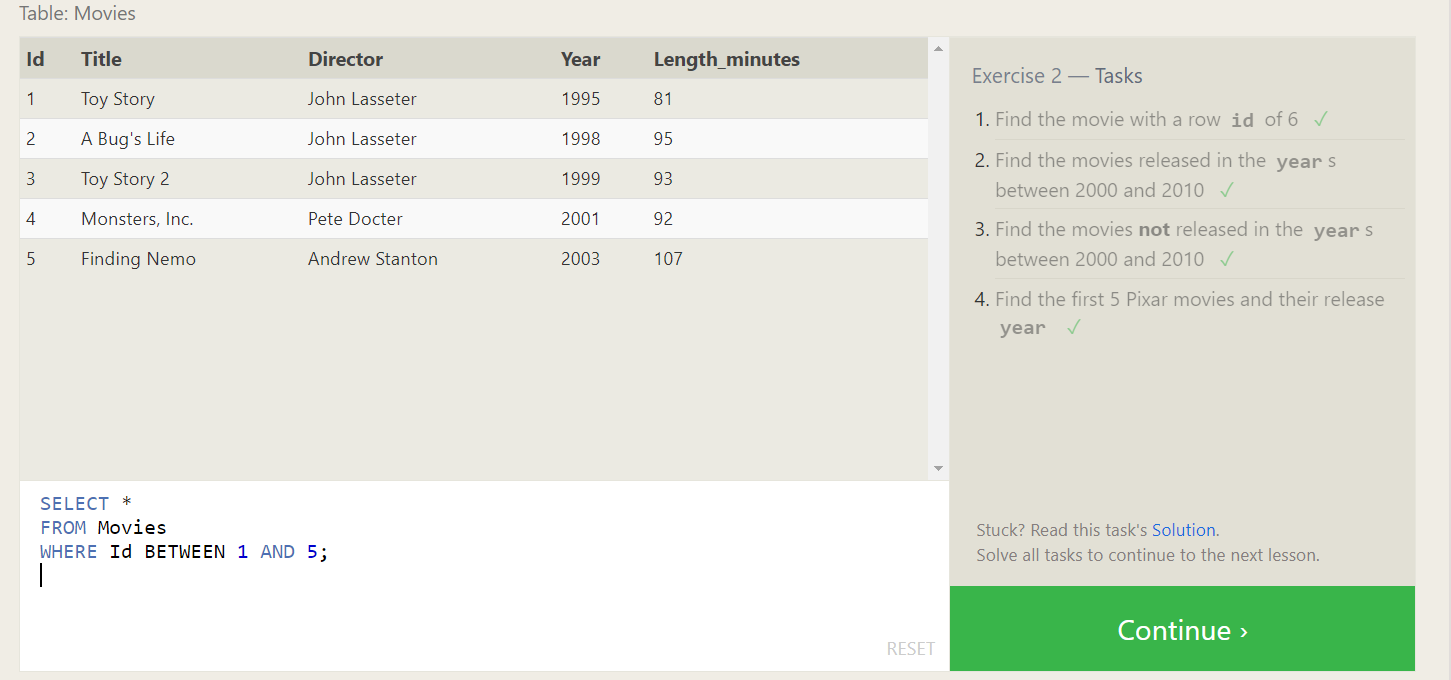 Table: Movies
Id Title Director Year Length_minutes
1 Toy Story John Lasseter 1995 81
2 A Bug's Life John Lasseter 1998 95
3 Toy Story 2 John Lasseter 1999 93
4 Monsters, Inc. Pete Docter 2001 92
5 Finding Nemo Andrew Stanton 2003 107
SELECT *
FROM Movies
WHERE Id BETWEEN 1 AND 5;
RESET
Exercise 2 — Tasks
1. Find the movie with a row id of 6 ✓
2. Find the movies released in the year s
between 2000 and 2010 ✓
3. Find the movies not released in the year s
between 2000 and 2010 ✓
4. Find the first 5 Pixar movies and their release
year ✓
Stuck? Read this task's Solution.
Solve all tasks to continue to the next lesson.
Continue ›